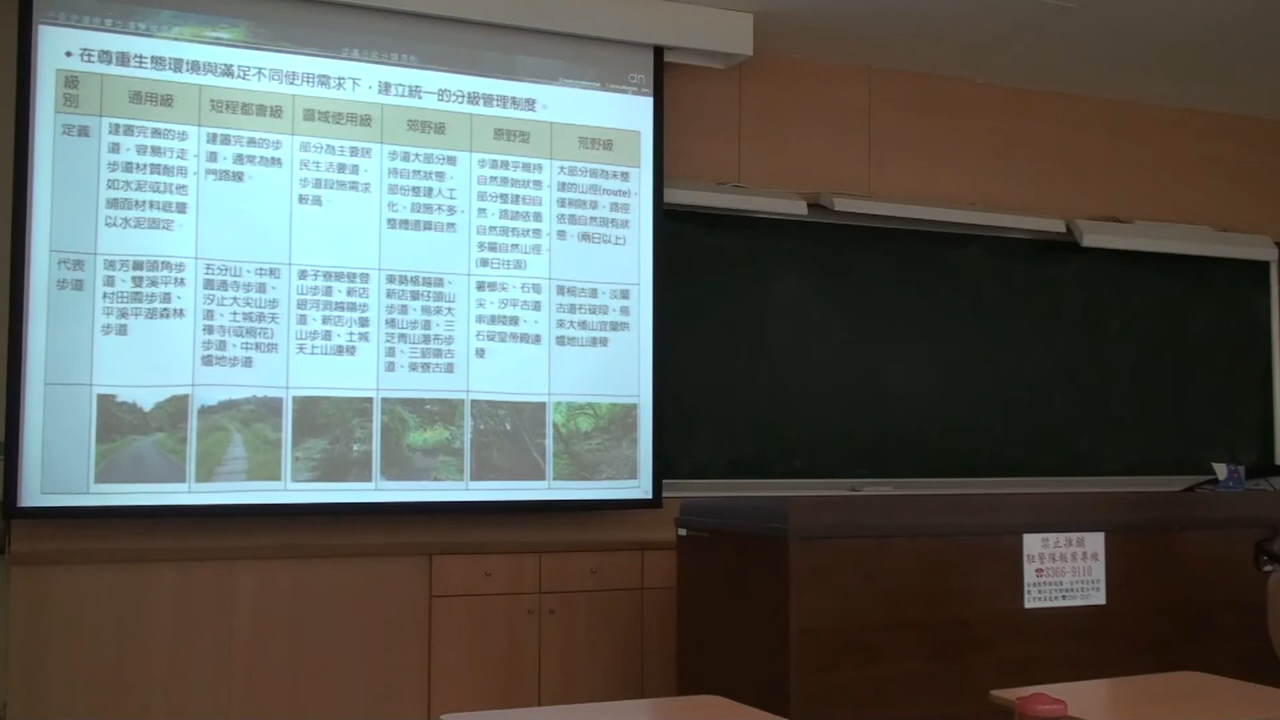 在尊重生態環境與滿足不同使用需求下，建立統一的分級管理制度。
級別
通用級
短程都會級
區域使用級
郊野級
原野型
荒野級
定義
建置完善的步
道，容易行走，
步道材質耐用，
如水泥或其他
鋪面材料底層
以水泥固定。
建置完善的步
道，通常為熱
門路線。
部分為主要居
民生活要道，
步道設施需求
較高。
步道大部分維
持自然狀態，
部份整建人工
化，設施不多，
整體還算自然
步道幾乎維持
自然原始狀態，
部分整建但自
然，路跡依循
自然現有狀態，
多屬自然山徑。
(單日往返)
大部分皆為未整
建的山徑(route)，
僅剩除草，路徑
依循自然現有狀
態。(兩日以上)
代表
步道
瑞芳鼻頭角步
道、雙溪平林
村田園步道、
平溪平湖森林
步道
五分山、中和
圓通寺步道、
汐止大尖山步
道、土城承天
禪寺(或桐花)
步道、中和烘
爐地步道
姜子寮絕壁登
山步道、新店
銀河洞越嶺步
道、新店小獅
山步道、土城
天上山連稜
東勢格越嶺、
新店獅仔頭山
步道、烏來大
桶山步道、三
芝青山瀑布步
道、三貂嶺古
道、柴寮古道
薯榔尖、石筍
尖、汐平古道
串連陵線、、
石碇皇帝殿連
稜
霄裡古道、淡蘭
古道石碇段、烏
來大桶山宜蘭烘
爐地山連稜
禁止推銷
駐警隊報案專線
☎3366-9110